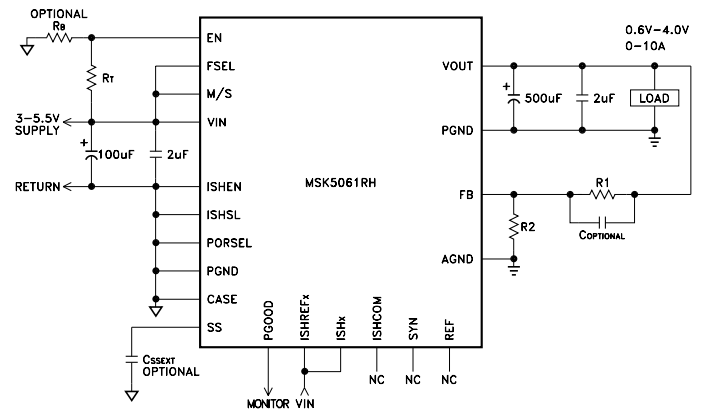 OPTIONAL
RB
EN
FSEL
RT
M/S
3–5.5V
SUPPLY
VIN
+
100uF
2uF
RETURN
ISHEN
ISHSL
PORSEL
PGND
CASE
SS
CSSEXT
OPTIONAL
MSK5061RH
PGOOD
ISHREFx
ISHx
ISHCOM
SYN
REF
MONITOR
VIN
NC
NC
NC
0.6V–4.0V
0–10A
VOUT
+
500uF
2uF
LOAD
PGND
FB
R1
R2
COPTIONAL
AGND